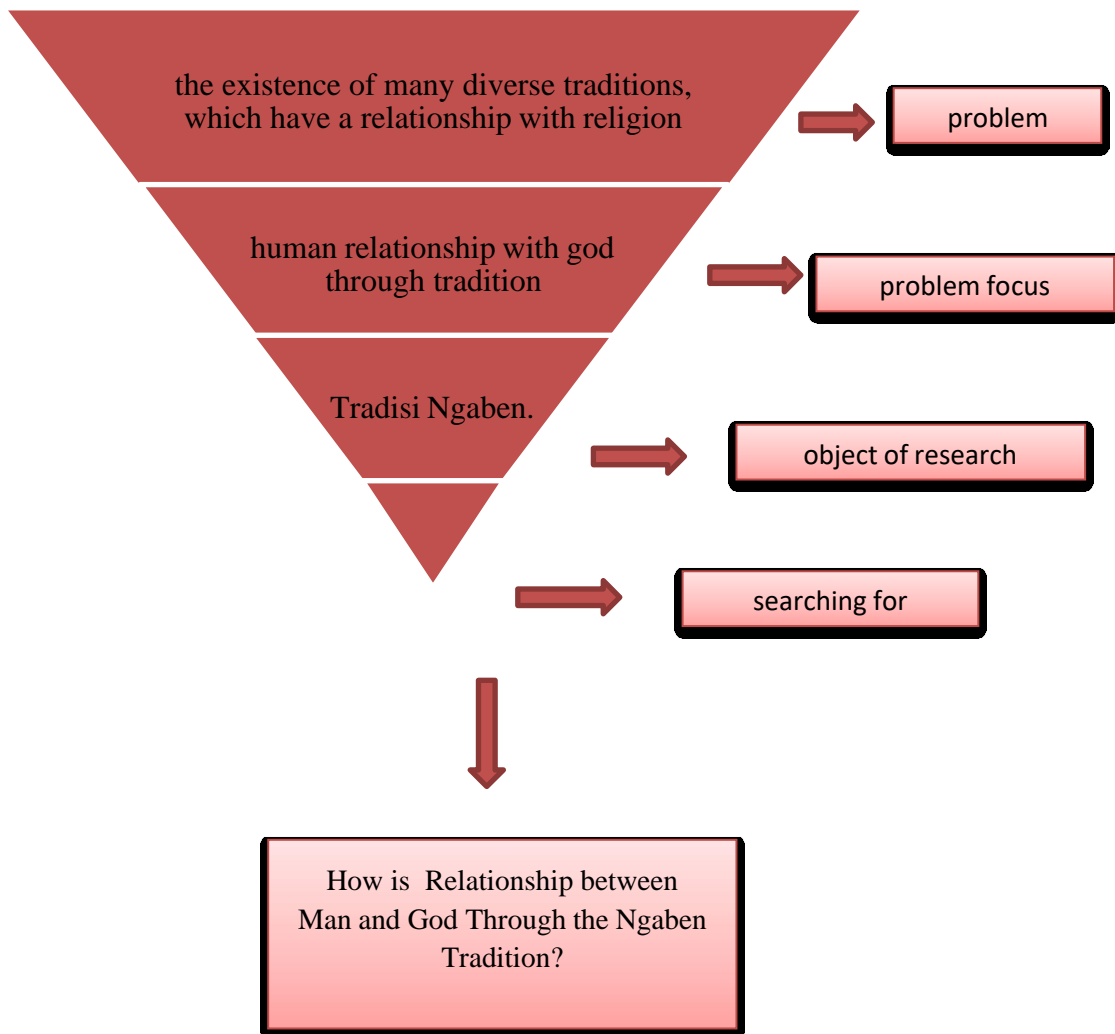 the existence of many diverse traditions,
which have a relationship with religion
problem
human relationship with god
through tradition
problem focus
Tradisi Ngaben.
object of research
searching for
How is Relationship between
Man and God Through the Ngaben
Tradition?